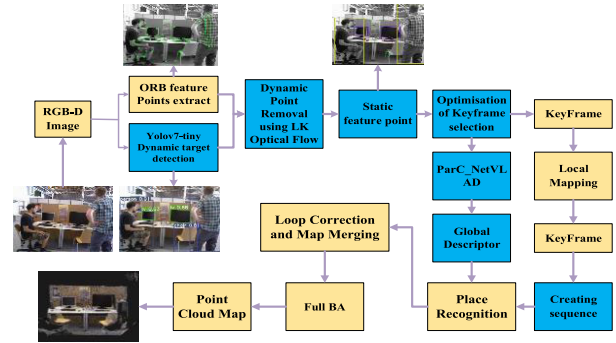 RGB-D
Image
ORB feature
Points extract
Yolov7-tiny
Dynamic target
detection
Dynamic
Point
Removal
using LK
Optical Flow
Static
feature point
Optimisation
of Keyframe
selection
KeyFrame
ParC_NetVL
AD
Local
Mapping
Global
Descriptor
KeyFrame
Loop Correction
and Map Merging
Place
Recognition
Creating
sequence
Point
Cloud Map
Full BA